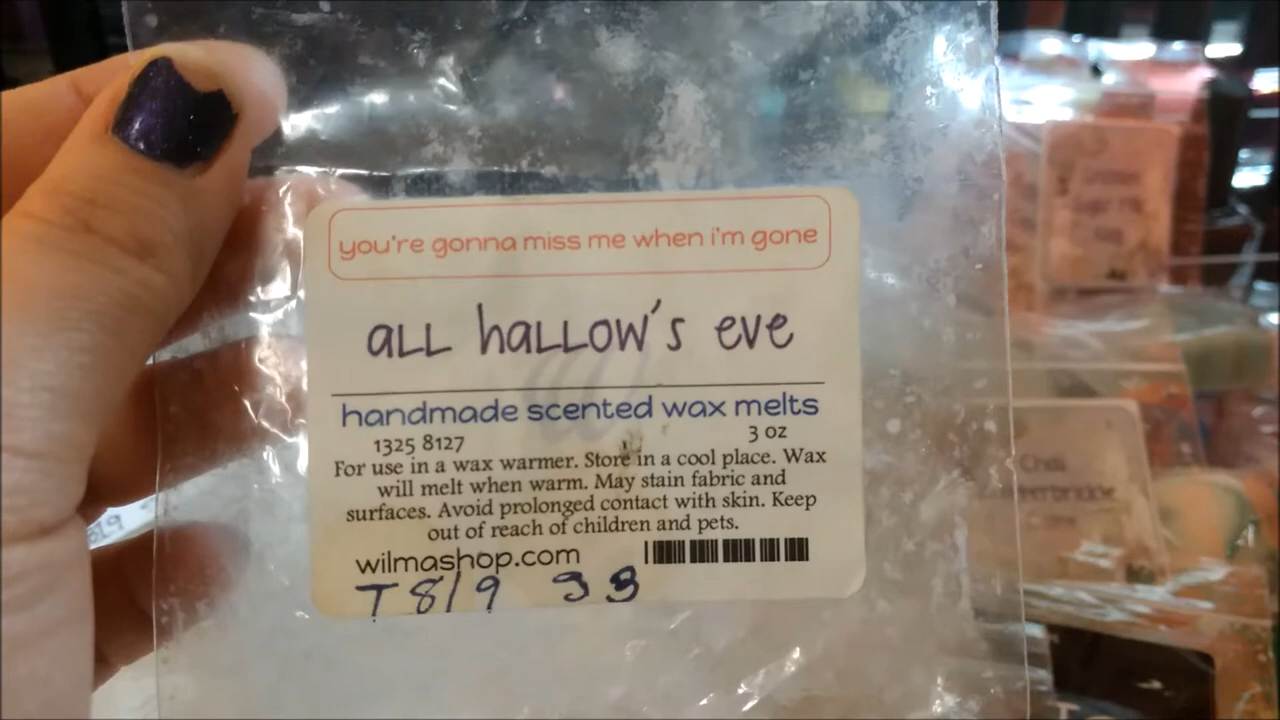 you're gonna miss me when i'm gone
aLL haLLow's eve
handmade scented wax melts
1325 8127 3 oz
For use in a wax warmer. Store in a cool place. Wax
will melt when warm. May stain fabric and
surfaces. Avoid prolonged contact with skin. Keep
out of reach of children and pets.
wilmashop.com
T 8/9 33